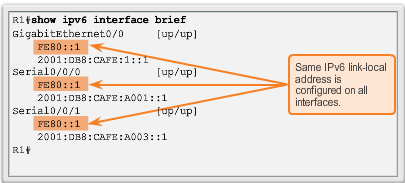 R1#show ipv6 interface brief
GigabitEthernet0/0 [up/up]
FE80::1
2001:DB8:CAFE:1::1
Serial0/0/0 [up/up]
FE80::1
2001:DB8:CAFE:A001::1
Serial0/0/1 [up/up]
FE80::1
2001:DB8:CAFE:A003::1
R1#
Same IPv6 link-local
address is
configured on all
interfaces.